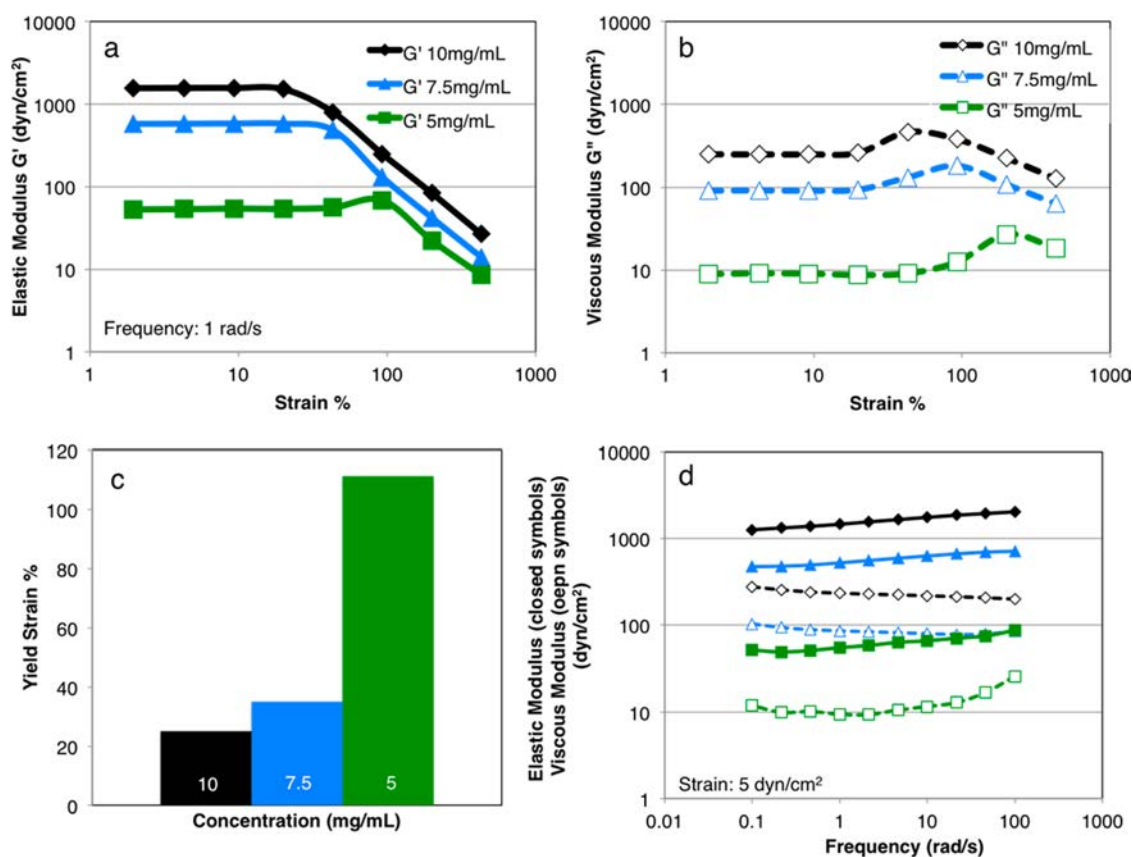 a
10000
1000
100
10
1
1
10
100
1000
Elastic Modulus G' (dyn/cm²)
Strain %
G' 10mg/mL
G' 7.5mg/mL
G' 5mg/mL
Frequency: 1 rad/s
b
10000
1000
100
10
1
1
10
100
1000
Viscous Modulus G" (dyn/cm²)
Strain %
G" 10mg/mL
G" 7.5mg/mL
G" 5mg/mL
c
120
100
80
60
40
20
0
Yield Strain %
10
7.5
5
Concentration (mg/mL)
d
10000
1000
100
10
1
0.01
0.1
1
10
100
1000
Elastic Modulus (closed symbols)
Viscous Modulus (oepn symbols)
(dyn/cm²)
Strain: 5 dyn/cm²
Frequency (rad/s)